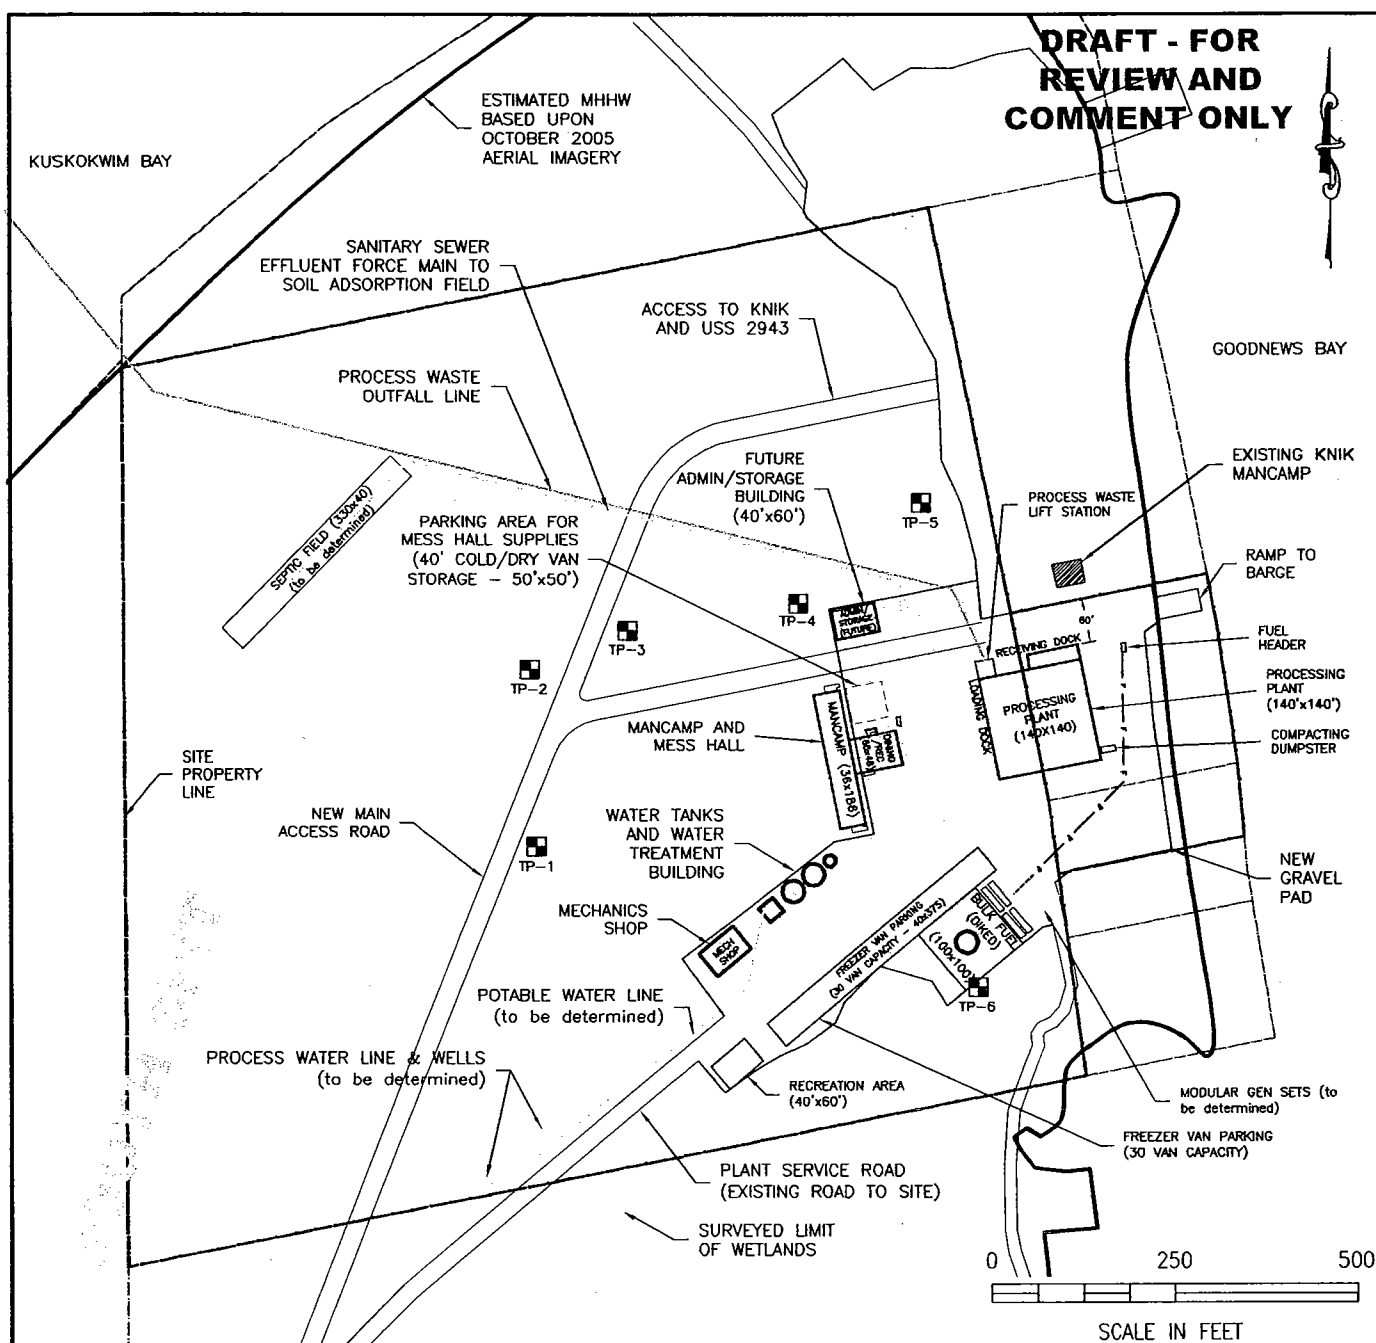 DRAFT - FOR
REVIEW AND
COMMENT ONLY
ESTIMATED MHHW
BASED UPON
OCTOBER 2005
AERIAL IMAGERY
KUSKOKWIM BAY
SANITARY SEWER
EFFLUENT FORCE MAIN TO
SOIL ADSORPTION FIELD
ACCESS TO KNIK
AND USS 2943
GOODNEWS BAY
PROCESS WASTE
OUTFALL LINE
FUTURE
ADMIN/STORAGE
BUILDING
(40'x60')
EXISTING KNIK
MANCAMP
PROCESS WASTE
LIFT STATION
TP-5
SEPTIC FIELD (330x40)
(to be determined)
PARKING AREA FOR
MESS HALL SUPPLIES
(40' COLD/DRY VAN
STORAGE - 50'x50')
RAMP TO
BARGE
TP-4
ADMIN/
STORAGE
(FUTURE)
60'
TP-3
RECEIVING DOCK
FUEL
HEADER
TP-2
LOADING DOCK
PROCESSING
PLANT
(140X140)
PROCESSING
PLANT
(140'x140')
MANCAMP AND
MESS HALL
MANCAMP (36x186)
DINING
/REC
COMPACTING
DUMPSTER
SITE
PROPERTY
LINE
NEW MAIN
ACCESS ROAD
WATER TANKS
AND WATER
TREATMENT
BUILDING
TP-1
NEW
GRAVEL
PAD
MECHANICS
SHOP
MECH
SHOP
FREEZER VAN PARKING
(30 VAN CAPACITY - 40x375)
BULK FUEL
(DIKED)
(100x100)
TP-6
POTABLE WATER LINE
(to be determined)
PROCESS WATER LINE & WELLS
(to be determined)
RECREATION AREA
(40'x60')
MODULAR GEN SETS (to
be determined)
FREEZER VAN PARKING
(30 VAN CAPACITY)
PLANT SERVICE ROAD
(EXISTING ROAD TO SITE)
SURVEYED LIMIT
OF WETLANDS
0 250 500
SCALE IN FEET